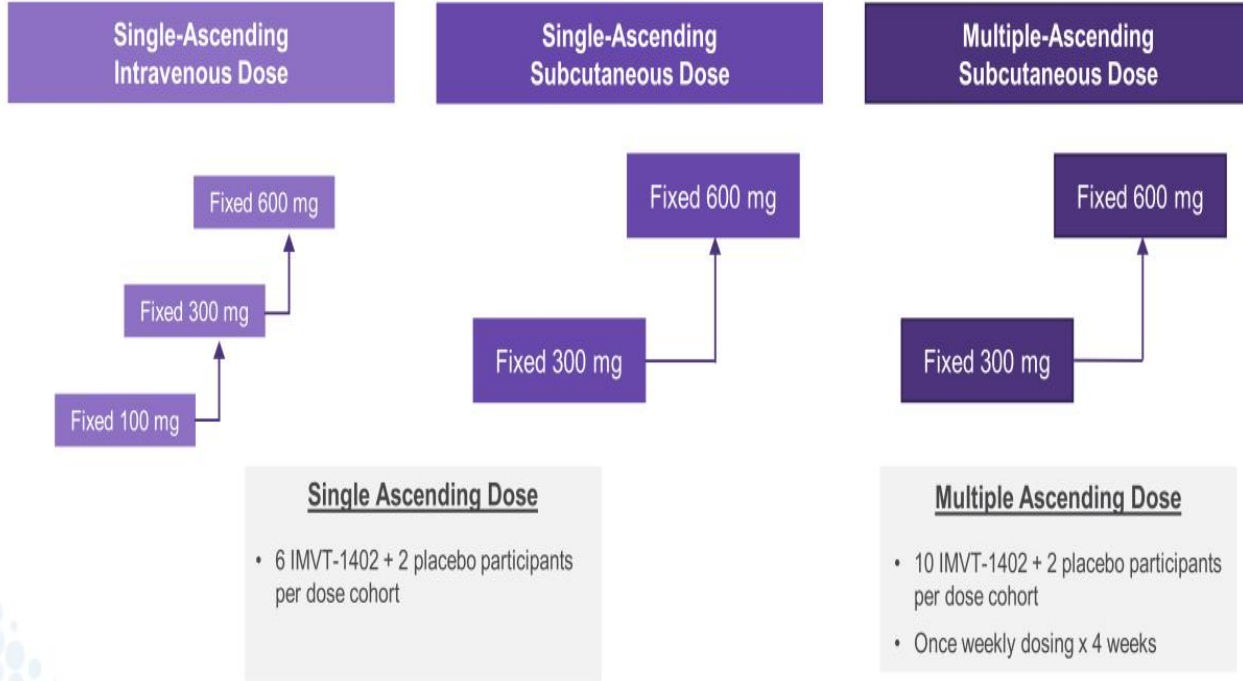 Single-Ascending
Intravenous Dose
Single-Ascending
Subcutaneous Dose
Multiple-Ascending
Subcutaneous Dose
Fixed 600 mg
Fixed 300 mg
Fixed 100 mg
Fixed 600 mg
Fixed 300 mg
Fixed 600 mg
Fixed 300 mg
Single Ascending Dose
• 6 IMVT-1402 + 2 placebo participants
per dose cohort
Multiple Ascending Dose
• 10 IMVT-1402 + 2 placebo participants
per dose cohort
• Once weekly dosing x 4 weeks